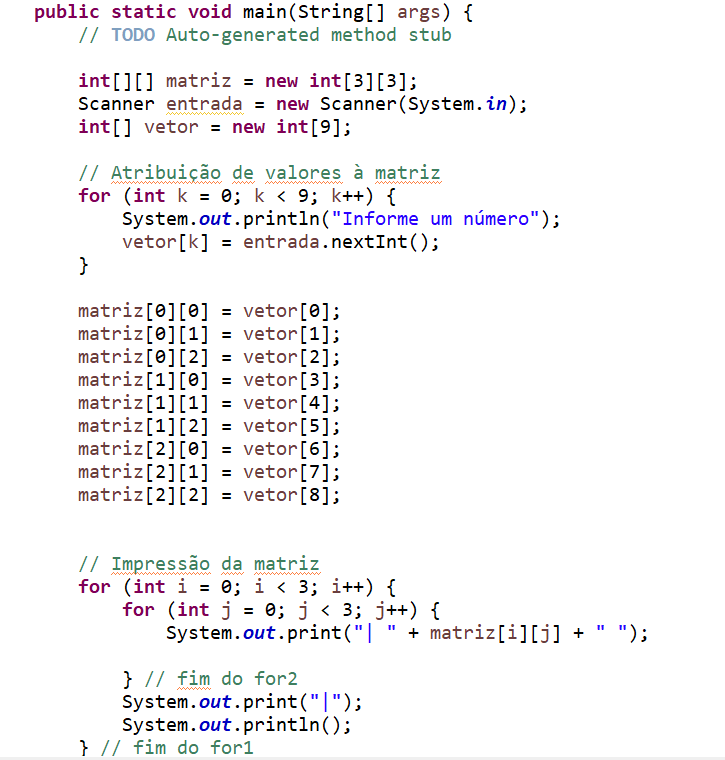 public static void main(String[] args) {
// TODO Auto-generated method stub
int[][] matriz = new int[3][3];
Scanner entrada = new Scanner(System.in);
int[] vetor = new int[9];
// Atribuição de valores à matriz
for (int k = 0; k < 9; k++) {
System.out.println("Informe um número");
vetor[k] = entrada.nextInt();
}
matriz[0][0] = vetor[0];
matriz[0][1] = vetor[1];
matriz[0][2] = vetor[2];
matriz[1][0] = vetor[3];
matriz[1][1] = vetor[4];
matriz[1][2] = vetor[5];
matriz[2][0] = vetor[6];
matriz[2][1] = vetor[7];
matriz[2][2] = vetor[8];
// Impressão da matriz
for (int i = 0; i < 3; i++) {
for (int j = 0; j < 3; j++) {
System.out.print("| " + matriz[i][j] + " ");
} // fim do for2
System.out.print("|");
System.out.println();
} // fim do for1